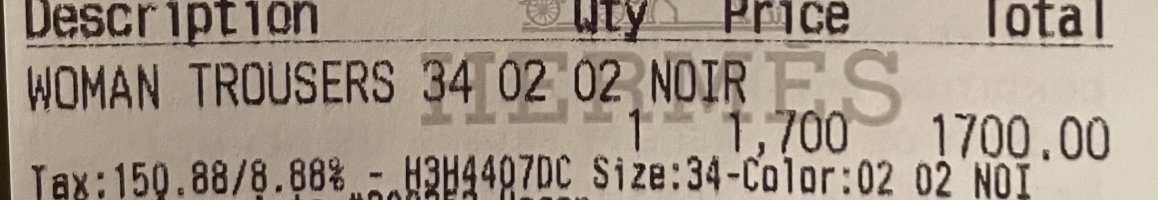 Description Qty Price Total
HERMÈS
WOMAN TROUSERS 34 02 02 NOIR
1 1,700 1700.00
Tax:150.88/8.88% - H3H4407DC Size:34-Color:02 02 NOI